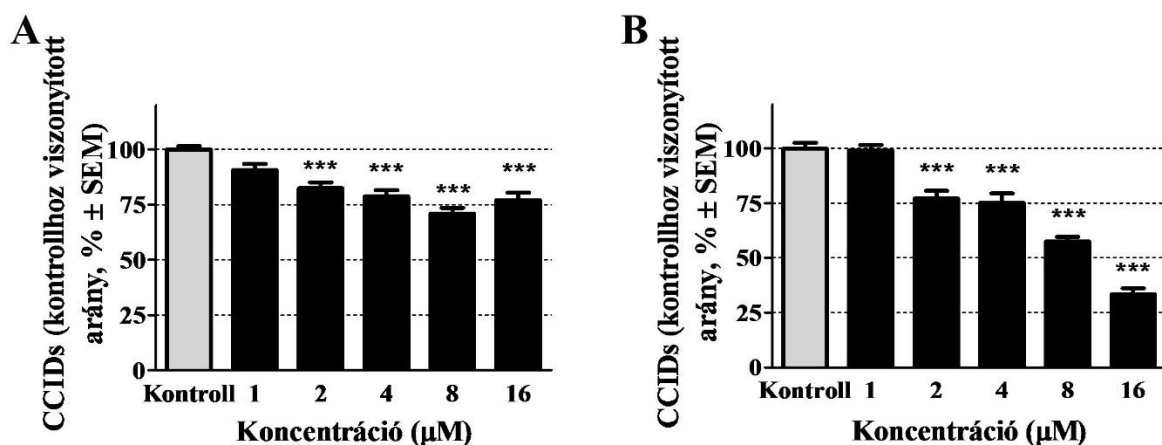 A
CCIDs (kontrollhoz viszonyított
arány, % ± SEM)
100
75
50
25
0
***
***
***
***
Kontroll 1 2 4 8 16
Koncentráció (µM)
B
CCIDs (kontrollhoz viszonyított
arány, % ± SEM)
100
75
50
25
0
***
***
***
***
Kontroll 1 2 4 8 16
Koncentráció (µM)